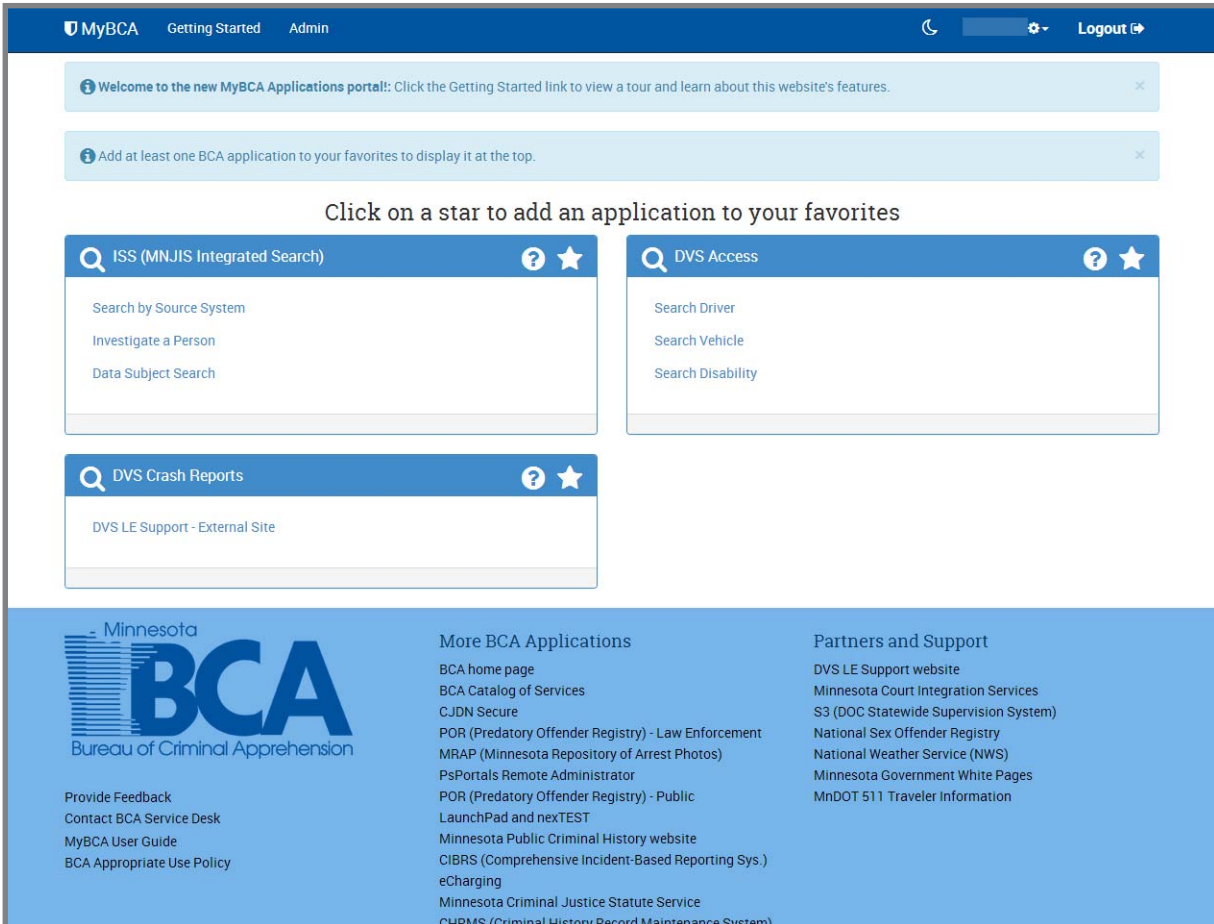 MyBCA Getting Started Admin Logout
Welcome to the new MyBCA Applications portal!: Click the Getting Started link to view a tour and learn about this website's features. ×
Add at least one BCA application to your favorites to display it at the top. ×
Click on a star to add an application to your favorites
ISS (MNJIS Integrated Search) ?
Search by Source System
Investigate a Person
Data Subject Search
DVS Access ?
Search Driver
Search Vehicle
Search Disability
DVS Crash Reports ?
DVS LE Support - External Site
Minnesota
BCA
Bureau of Criminal Apprehension
Provide Feedback
Contact BCA Service Desk
MyBCA User Guide
BCA Appropriate Use Policy
More BCA Applications
BCA home page
BCA Catalog of Services
CJDN Secure
POR (Predatory Offender Registry) - Law Enforcement
MRAP (Minnesota Repository of Arrest Photos)
PsPortals Remote Administrator
POR (Predatory Offender Registry) - Public
LaunchPad and nexTEST
Minnesota Public Criminal History website
CIBRS (Comprehensive Incident-Based Reporting Sys.)
eCharging
Minnesota Criminal Justice Statute Service
CHRMS (Criminal History Record Maintenance System)
Partners and Support
DVS LE Support website
Minnesota Court Integration Services
S3 (DOC Statewide Supervision System)
National Sex Offender Registry
National Weather Service (NWS)
Minnesota Government White Pages
MnDOT 511 Traveler Information